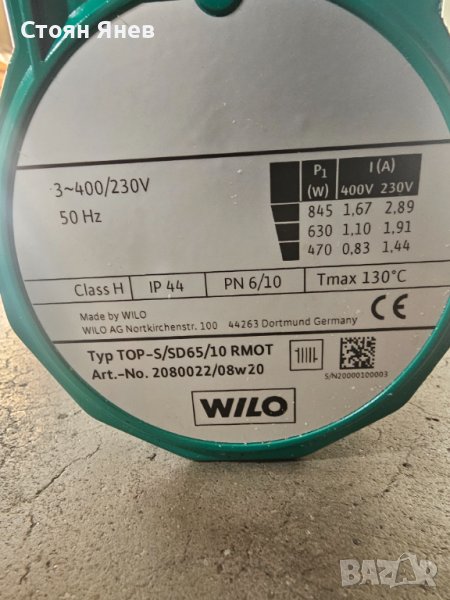 Стоян Янев
3~400/230V
50 Hz
P1 I (A)
(W) 400V 230V
845 1,67 2,89
630 1,10 1,91
470 0,83 1,44
Class H IP 44 PN 6/10 Tmax 130°C
Made by WILO
WILO AG Nortkirchenstr. 100 44263 Dortmund Germany CE
Typ TOP-S/SD65/10 RMOT
Art.-No. 2080022/08w20
S/N20000100003
WILO
BAZAR.bg